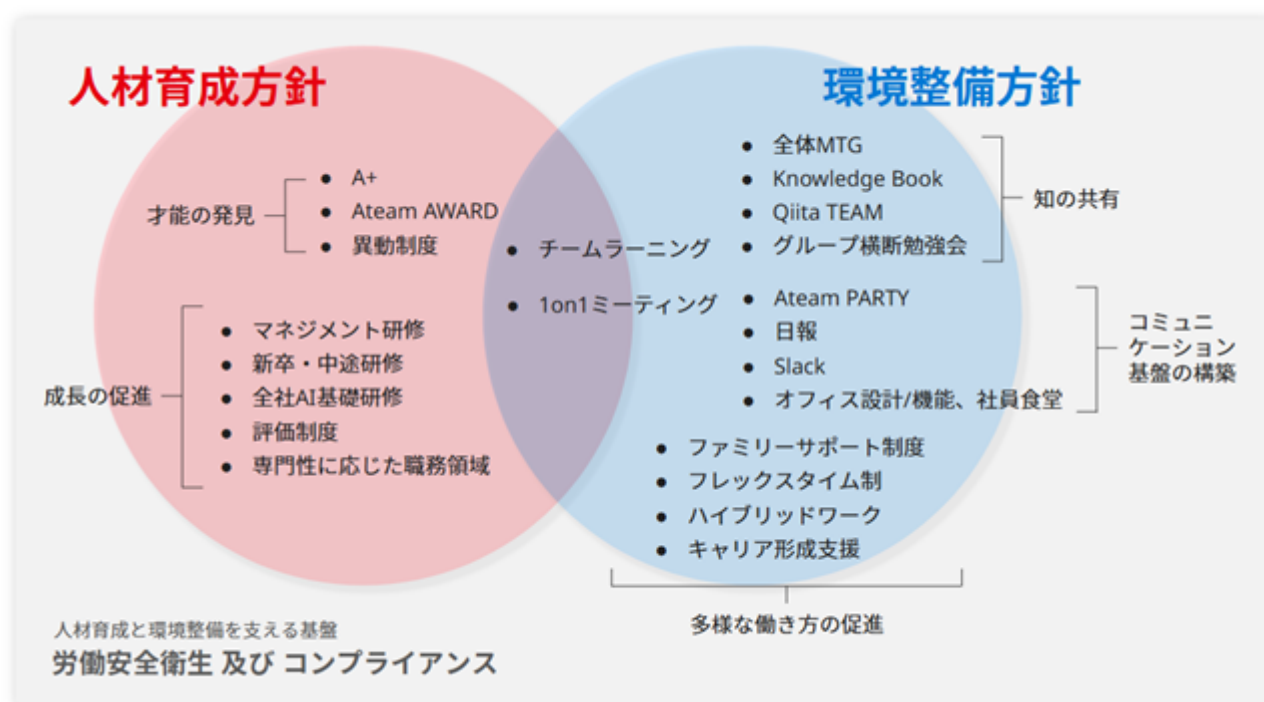 人材育成方針
環境整備方針
才能の発見
● A+
● Ateam AWARD
● 異動制度
成長の促進
● マネジメント研修
● 新卒・中途研修
● 全社AI基礎研修
● 評価制度
● 専門性に応じた職務領域
● チームラーニング
● 1on1ミーティング
● 全体MTG
● Knowledge Book
● Qiita TEAM
● グループ横断勉強会
知の共有
● Ateam PARTY
● 日報
● Slack
● オフィス設計/機能、社員食堂
コミュニ
ケーション
基盤の構築
● ファミリーサポート制度
● フレックスタイム制
● ハイブリッドワーク
● キャリア形成支援
多様な働き方の促進
人材育成と環境整備を支える基盤
労働安全衛生 及び コンプライアンス